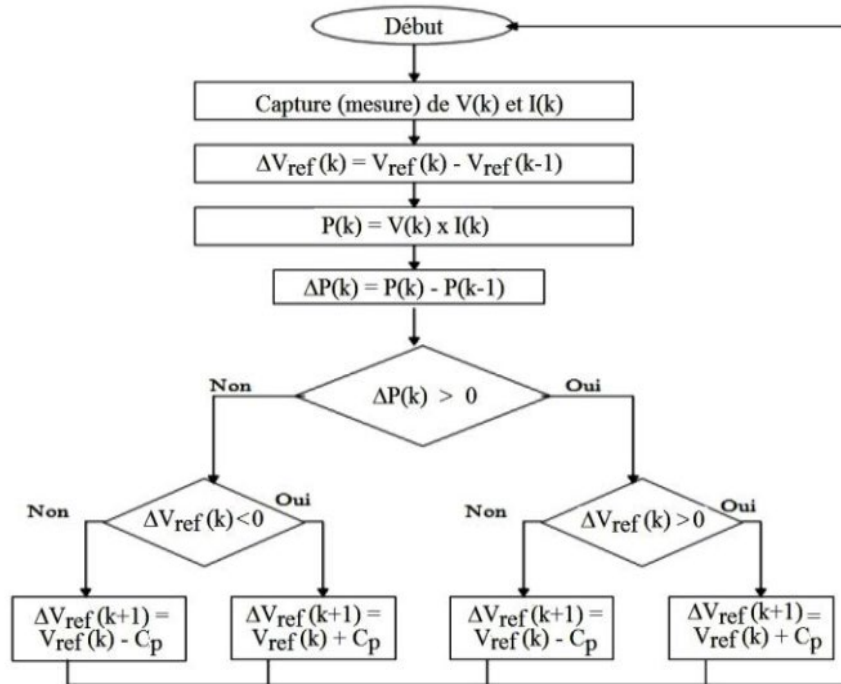 Début
Capture (mesure) de V(k) et I(k)
ΔVref (k) = Vref (k) - Vref (k-1)
P(k) = V(k) x I(k)
ΔP(k) = P(k) - P(k-1)
Non
ΔP(k) > 0
Oui
Non
ΔVref (k) <0
Oui
Non
ΔVref (k) >0
Oui
ΔVref (k+1) =
Vref (k) - Cp
ΔVref (k+1) =
Vref (k) + Cp
ΔVref (k+1) =
Vref (k) - Cp
ΔVref (k+1) =
Vref (k) + Cp